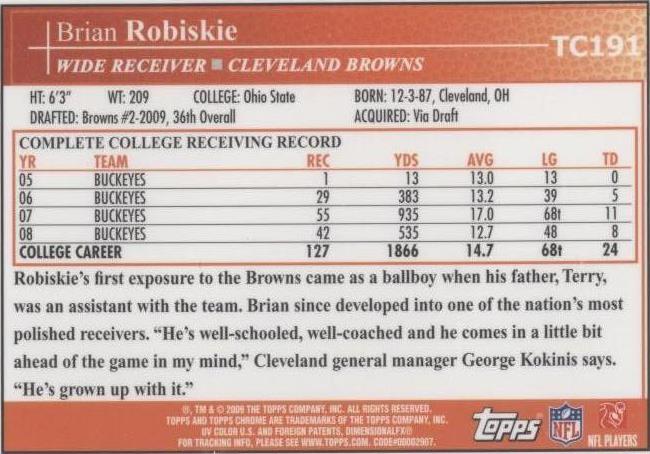 Brian Robiskie
TC191
WIDE RECEIVER ■ CLEVELAND BROWNS
HT: 6'3" WT: 209 COLLEGE: Ohio State BORN: 12-3-87, Cleveland, OH
DRAFTED: Browns #2-2009, 36th Overall ACQUIRED: Via Draft
COMPLETE COLLEGE RECEIVING RECORD
YR TEAM REC YDS AVG LG TD
05 BUCKEYES 1 13 13.0 13 0
06 BUCKEYES 29 383 13.2 39 5
07 BUCKEYES 55 935 17.0 68t 11
08 BUCKEYES 42 535 12.7 48 8
COLLEGE CAREER 127 1866 14.7 68t 24
Robiskie's first exposure to the Browns came as a ballboy when his father, Terry,
was an assistant with the team. Brian since developed into one of the nation's most
polished receivers. "He's well-schooled, well-coached and he comes in a little bit
ahead of the game in my mind," Cleveland general manager George Kokinis says.
"He's grown up with it."
®, TM & © 2009 THE TOPPS COMPANY, INC. ALL RIGHTS RESERVED.
TOPPS AND TOPPS CHROME ARE TRADEMARKS OF THE TOPPS COMPANY, INC.
UV COLOR U.S. AND FOREIGN PATENTS, DIMENSIONALFX®
FOR TRACKING INFO, PLEASE SEE WWW.TOPPS.COM. CODE#00002907.
topps NFL NFL PLAYERS